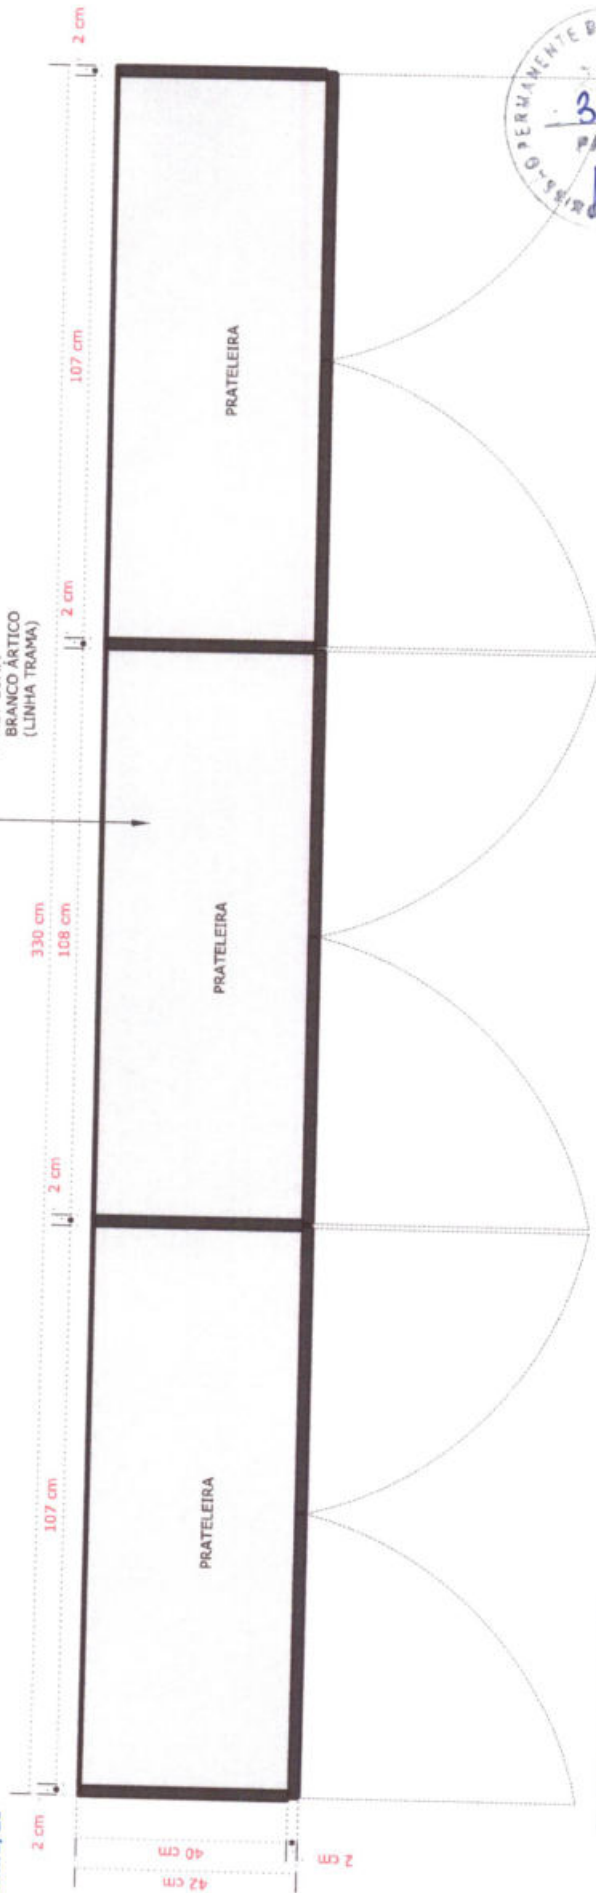 BRANCO ÁRTICO
(LINHA TRAMA)
330 cm
2 cm
107 cm
2 cm
108 cm
2 cm
107 cm
2 cm
PRATELEIRA
PRATELEIRA
PRATELEIRA
40 cm
42 cm
2 cm
PERMANENTE